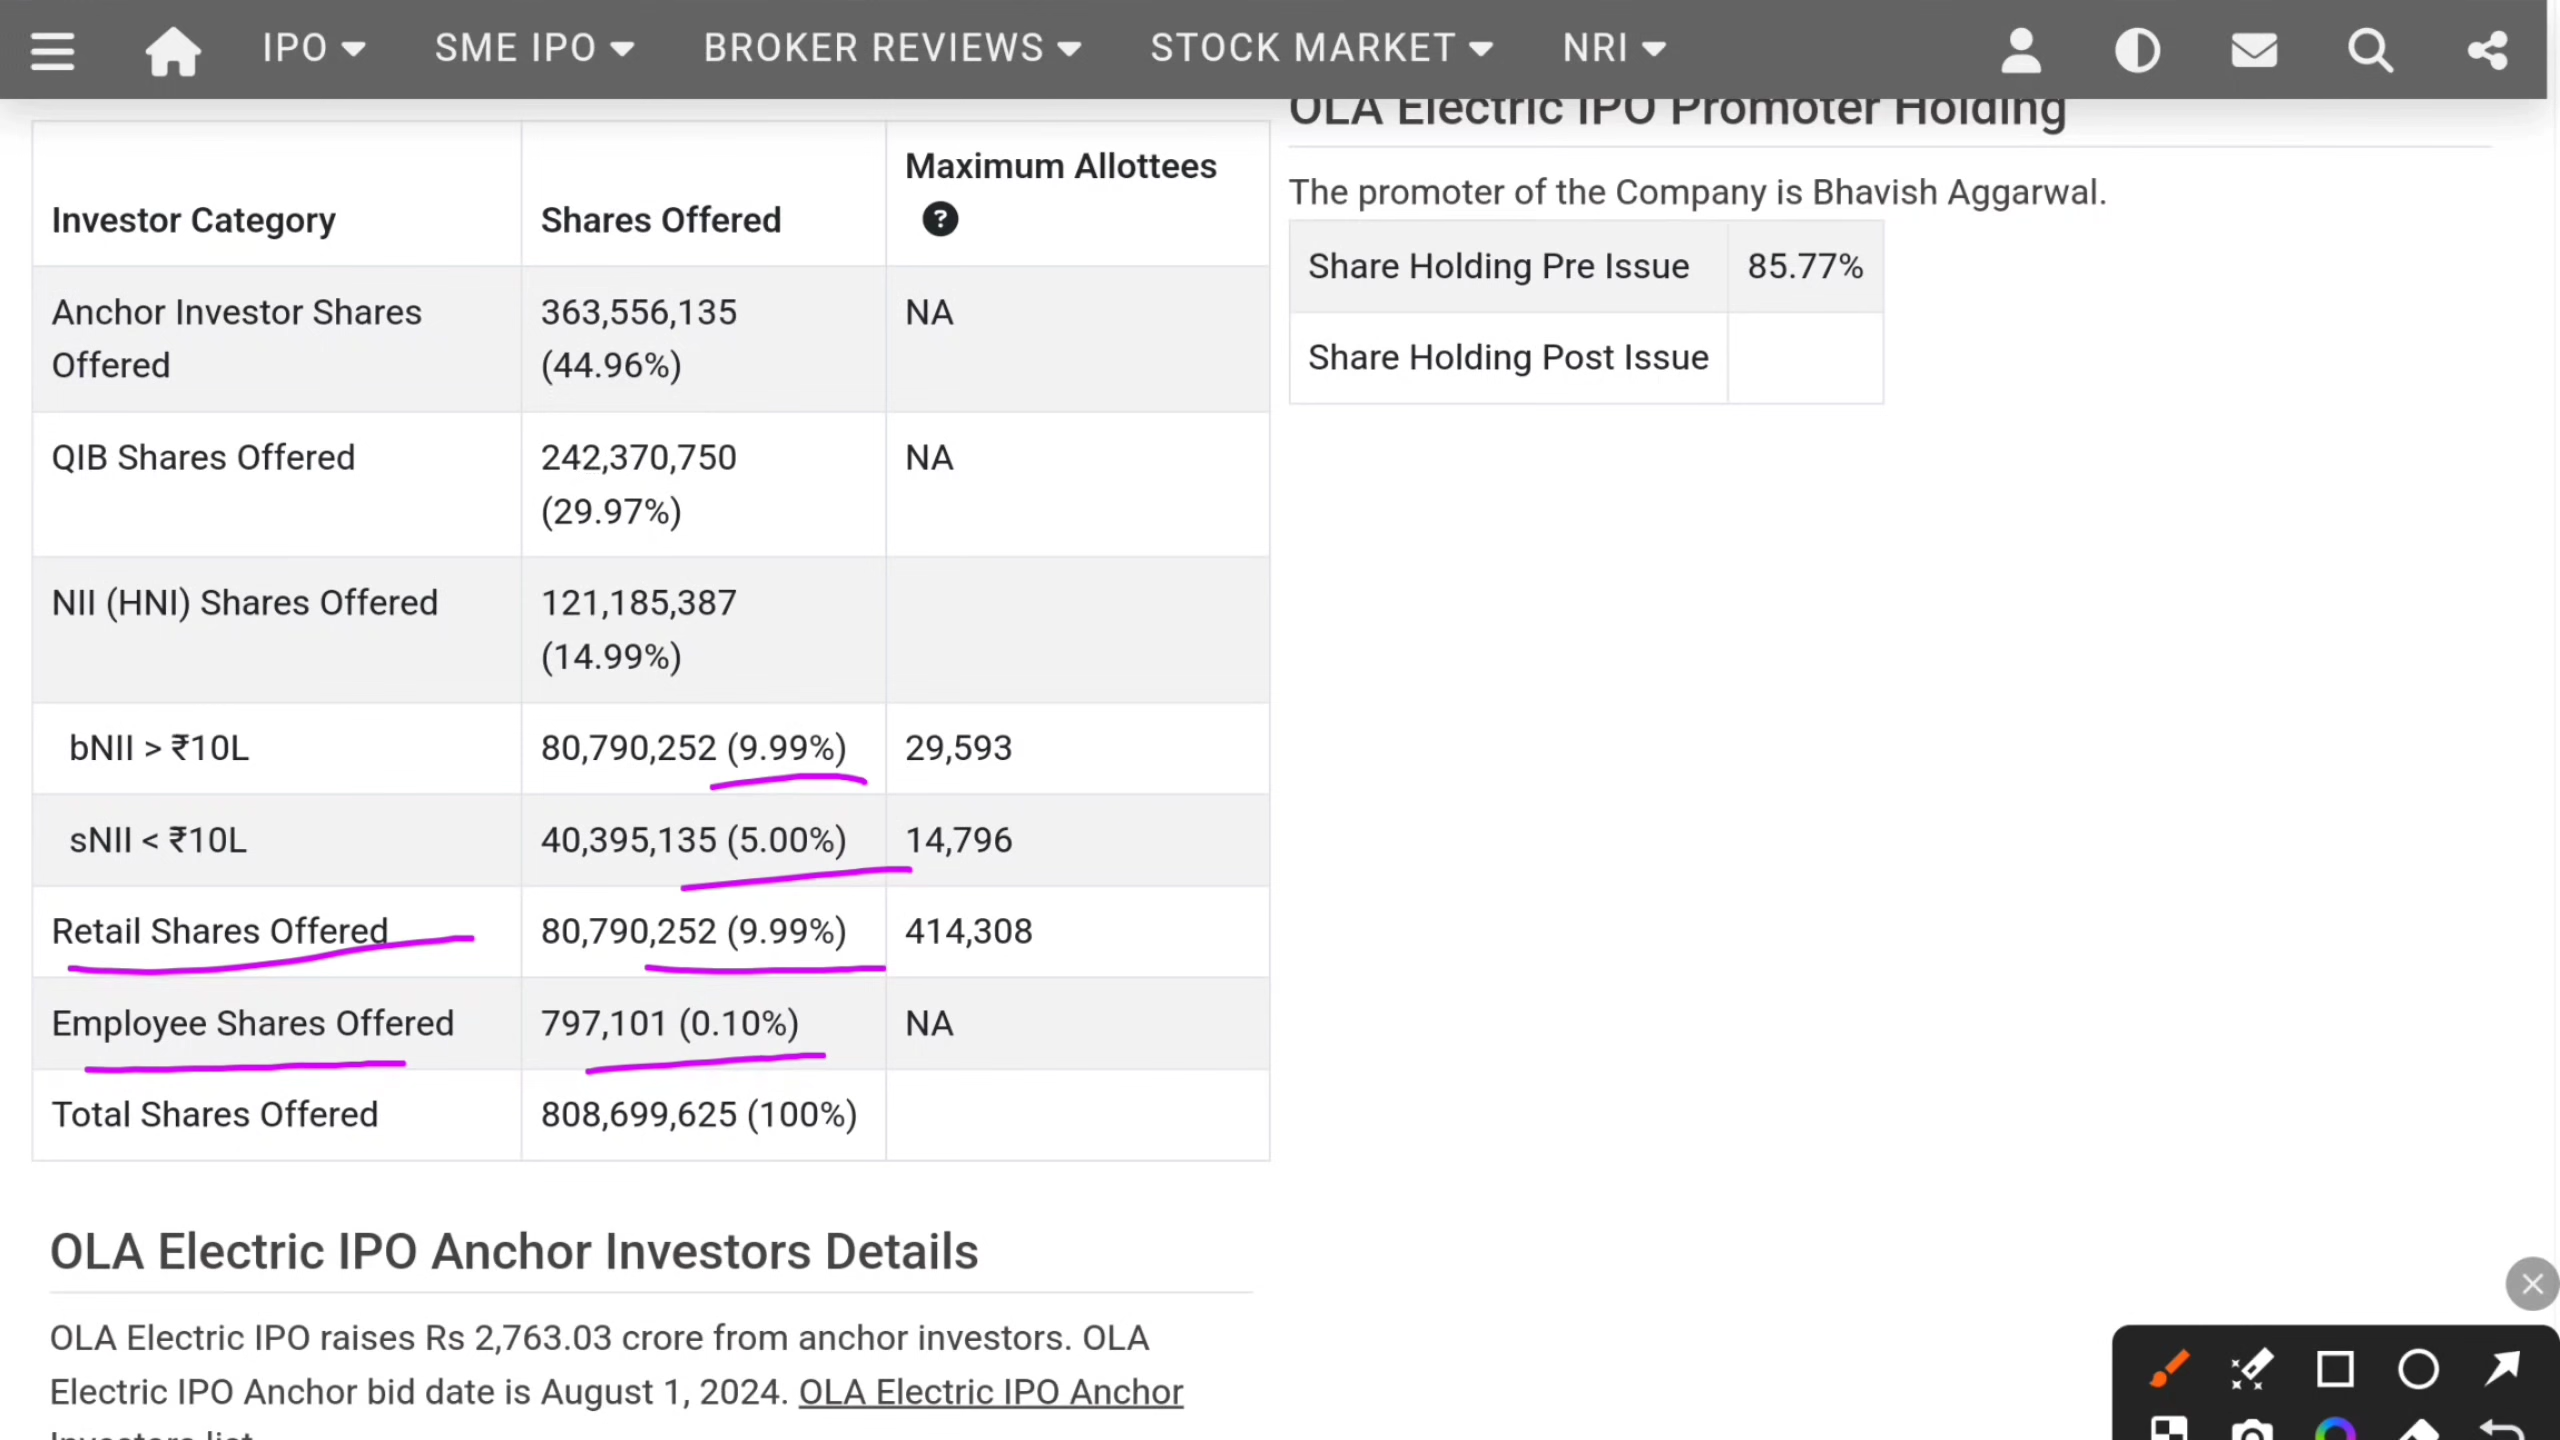 IPO SME IPO BROKER REVIEWS STOCK MARKET NRI
Investor Category Shares Offered Maximum Allottees ?
Anchor Investor Shares Offered 363,556,135 (44.96%) NA
QIB Shares Offered 242,370,750 (29.97%) NA
NII (HNI) Shares Offered 121,185,387 (14.99%)
bNII > ₹10L 80,790,252 (9.99%) 29,593
sNII < ₹10L 40,395,135 (5.00%) 14,796
Retail Shares Offered 80,790,252 (9.99%) 414,308
Employee Shares Offered 797,101 (0.10%) NA
Total Shares Offered 808,699,625 (100%)
OLA Electric IPO Anchor Investors Details
OLA Electric IPO raises Rs 2,763.03 crore from anchor investors. OLA
Electric IPO Anchor bid date is August 1, 2024. OLA Electric IPO Anchor
Investors list
OLA Electric IPO Promoter Holding
The promoter of the Company is Bhavish Aggarwal.
Share Holding Pre Issue 85.77%
Share Holding Post Issue